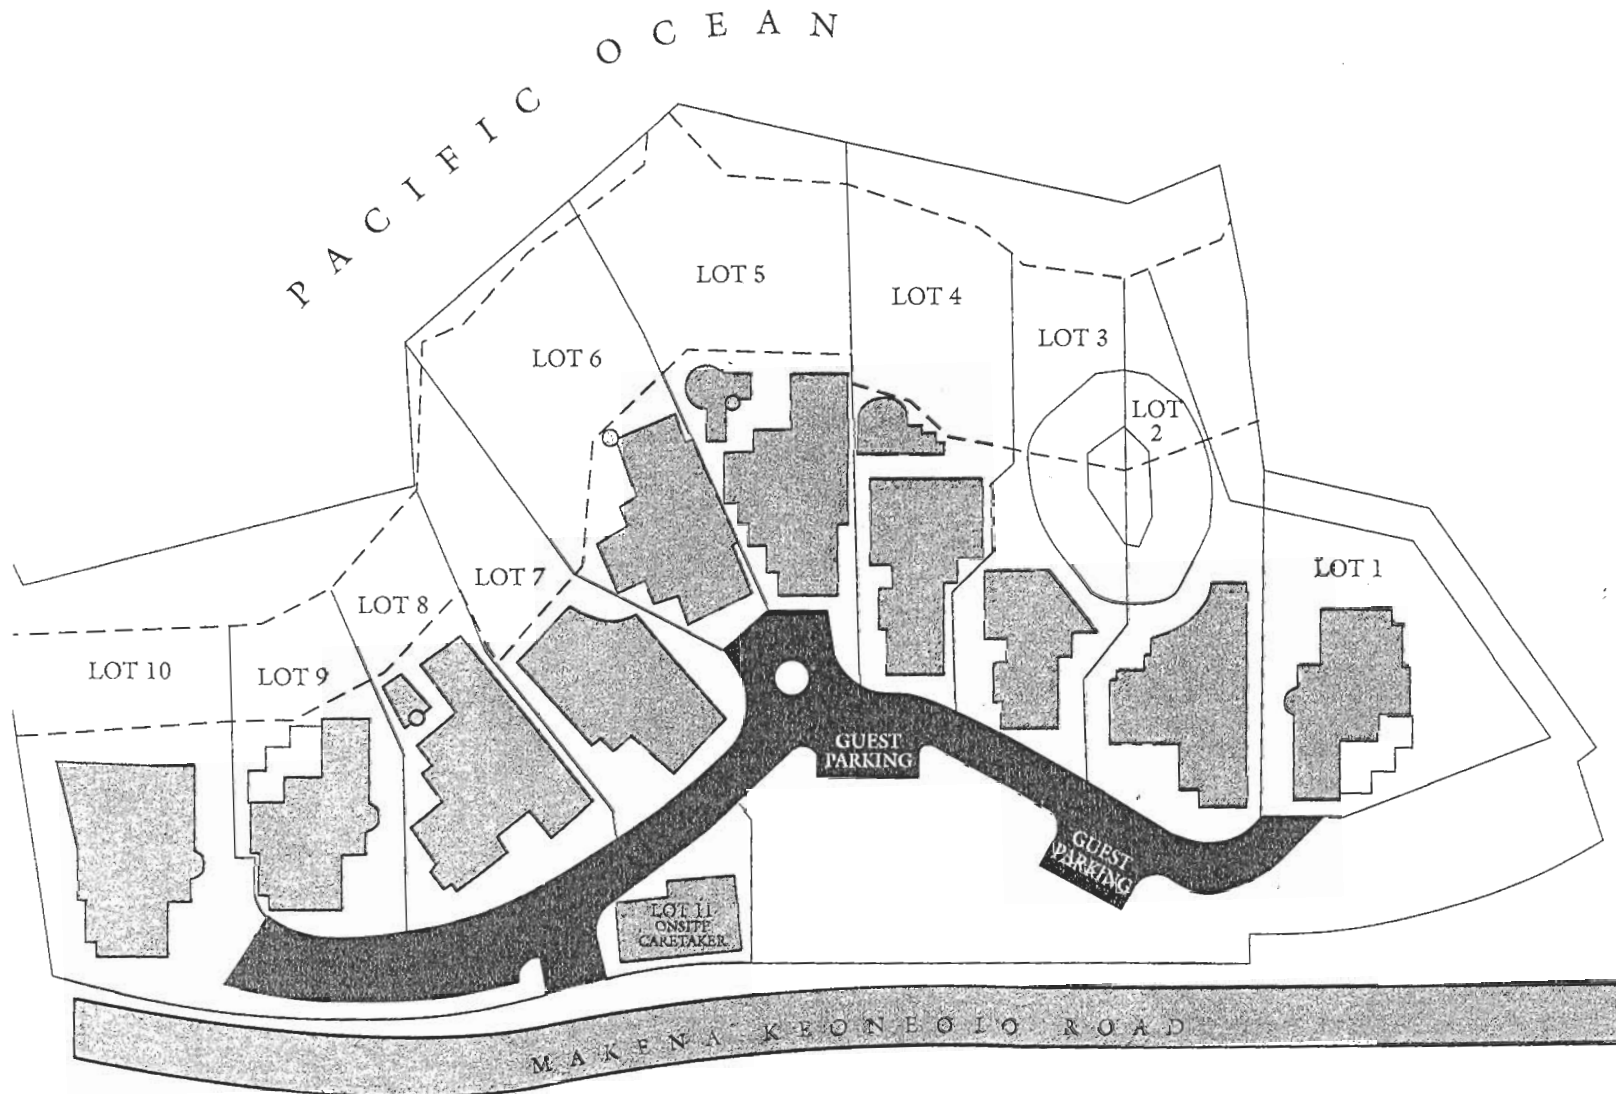 PACIFIC OCEAN
LOT 5
LOT 4
LOT 3
LOT 6
LOT
2
LOT 1
LOT 7
LOT 8
LOT 10
LOT 9
GUEST
PARKING
GUEST
PARKING
LOT 11
ONSITE
CARETAKER
MAKENA KEONEOIO ROAD